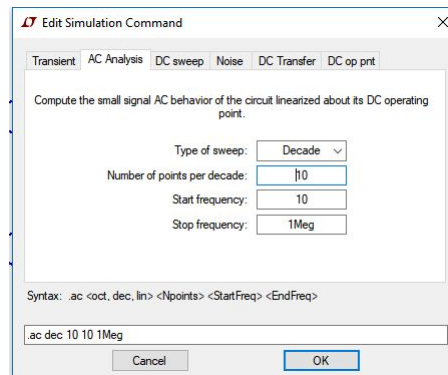 Edit Simulation Command
Transient AC Analysis DC sweep Noise DC Transfer DC op pnt
Compute the small signal AC behavior of the circuit linearized about its DC operating
point.
Type of sweep: Decade
Number of points per decade: 10
Start frequency: 10
Stop frequency: 1Meg
Syntax: .ac <oct, dec, lin> <Npoints> <StartFreq> <EndFreq>
.ac dec 10 10 1Meg
Cancel OK